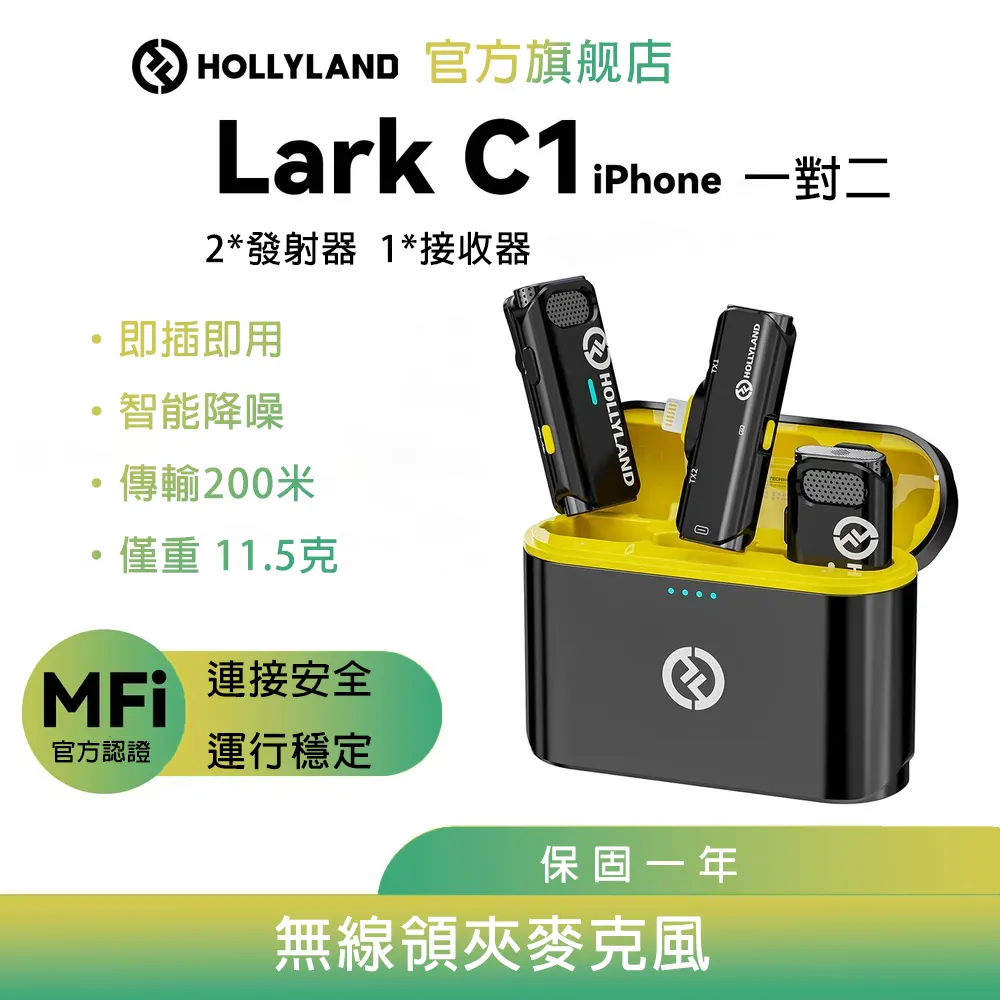 HOLLYLAND 官方旗舰店
Lark C1 iPhone 一對二
2*發射器 1*接收器
・即插即用
・智能降噪
・傳輸200米
・僅重 11.5克
HOLLYLAND
TX1
HOLLYLAND
TX2
H
MFi
官方認證
連接安全
運行穩定
保固一年
無線領夾麥克風